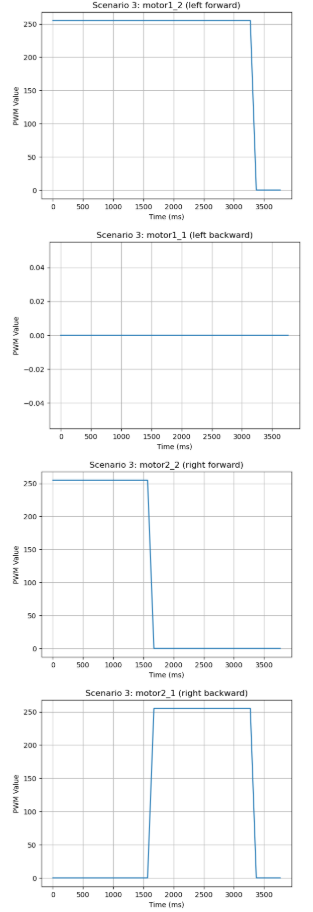 Scenario 3: motor1_2 (left forward)
250
200
150
100
50
0
PWM Value
0 500 1000 1500 2000 2500 3000 3500
Time (ms)
Scenario 3: motor1_1 (left backward)
0.04
0.02
0.00
−0.02
−0.04
PWM Value
0 500 1000 1500 2000 2500 3000 3500
Time (ms)
Scenario 3: motor2_2 (right forward)
250
200
150
100
50
0
PWM Value
0 500 1000 1500 2000 2500 3000 3500
Time (ms)
Scenario 3: motor2_1 (right backward)
250
200
150
100
50
0
PWM Value
0 500 1000 1500 2000 2500 3000 3500
Time (ms)